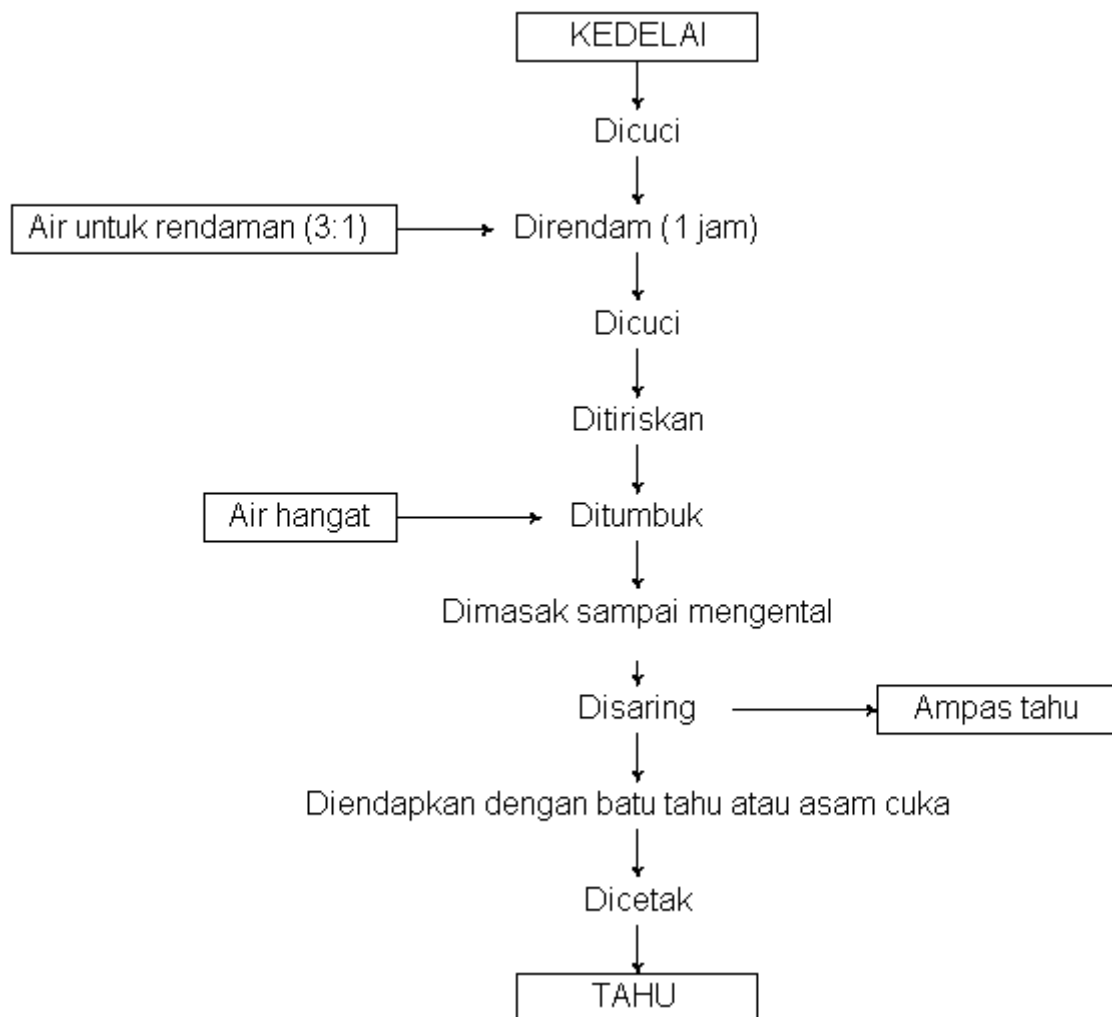 KEDELAI
Dicuci
Air untuk rendaman (3:1)
Direndam (1 jam)
Dicuci
Ditiriskan
Air hangat
Ditumbuk
Dimasak sampai mengental
Disaring
Ampas tahu
Diendapkan dengan batu tahu atau asam cuka
Dicetak
TAHU